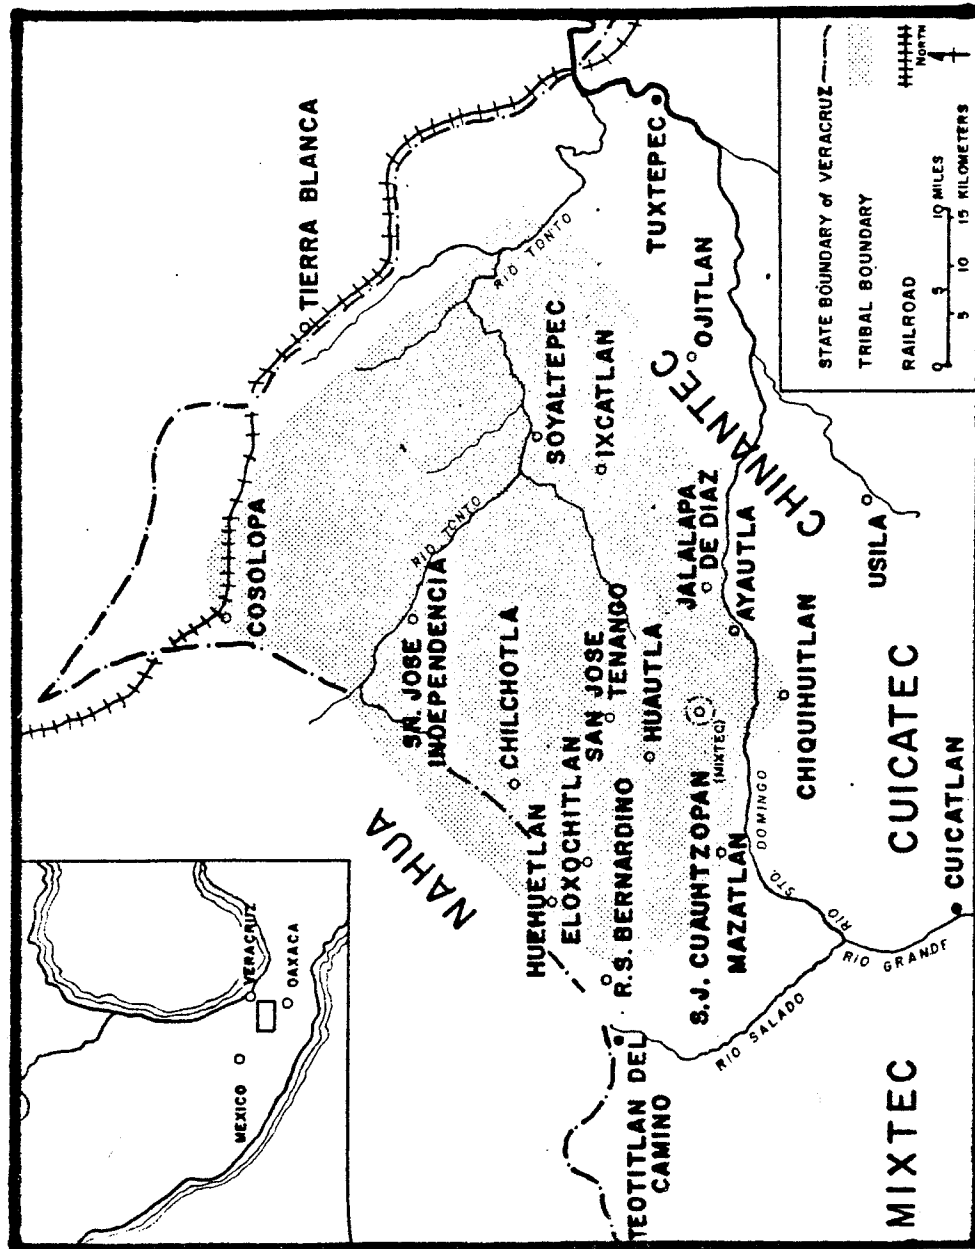 MEXICO
VERACRUZ
OAXACA
NAHUA
COSOLOPA
TIERRA BLANCA
SN. JOSE
INDEPENDENCIA
RIO TONTO
RIO TONTO
CHILCHOTLA
HUEHUETLAN
ELOXOCHITLAN
SAN JOSE
TENANGO
SOYALTEPEC
IXCATLAN
R.S. BERNARDINO
HUAUTLA
TEOTITLAN DEL
CAMINO
S.J. CUAUHTZOPAN
(MIXTEC)
MAZATLAN
JALALAPA
DE DIAZ
AYAUTLA
TUXTEPEC
OJITLAN
CHINANTEC
RIO SALADO
RIO STO. DOMINGO
RIO GRANDE
CHIQUIHUITLAN
USILA
MIXTEC
CUICATEC
CUICATLAN
STATE BOUNDARY of VERACRUZ
TRIBAL BOUNDARY
RAILROAD
NORTH
0 5 10 MILES
5 10 15 KILOMETERS